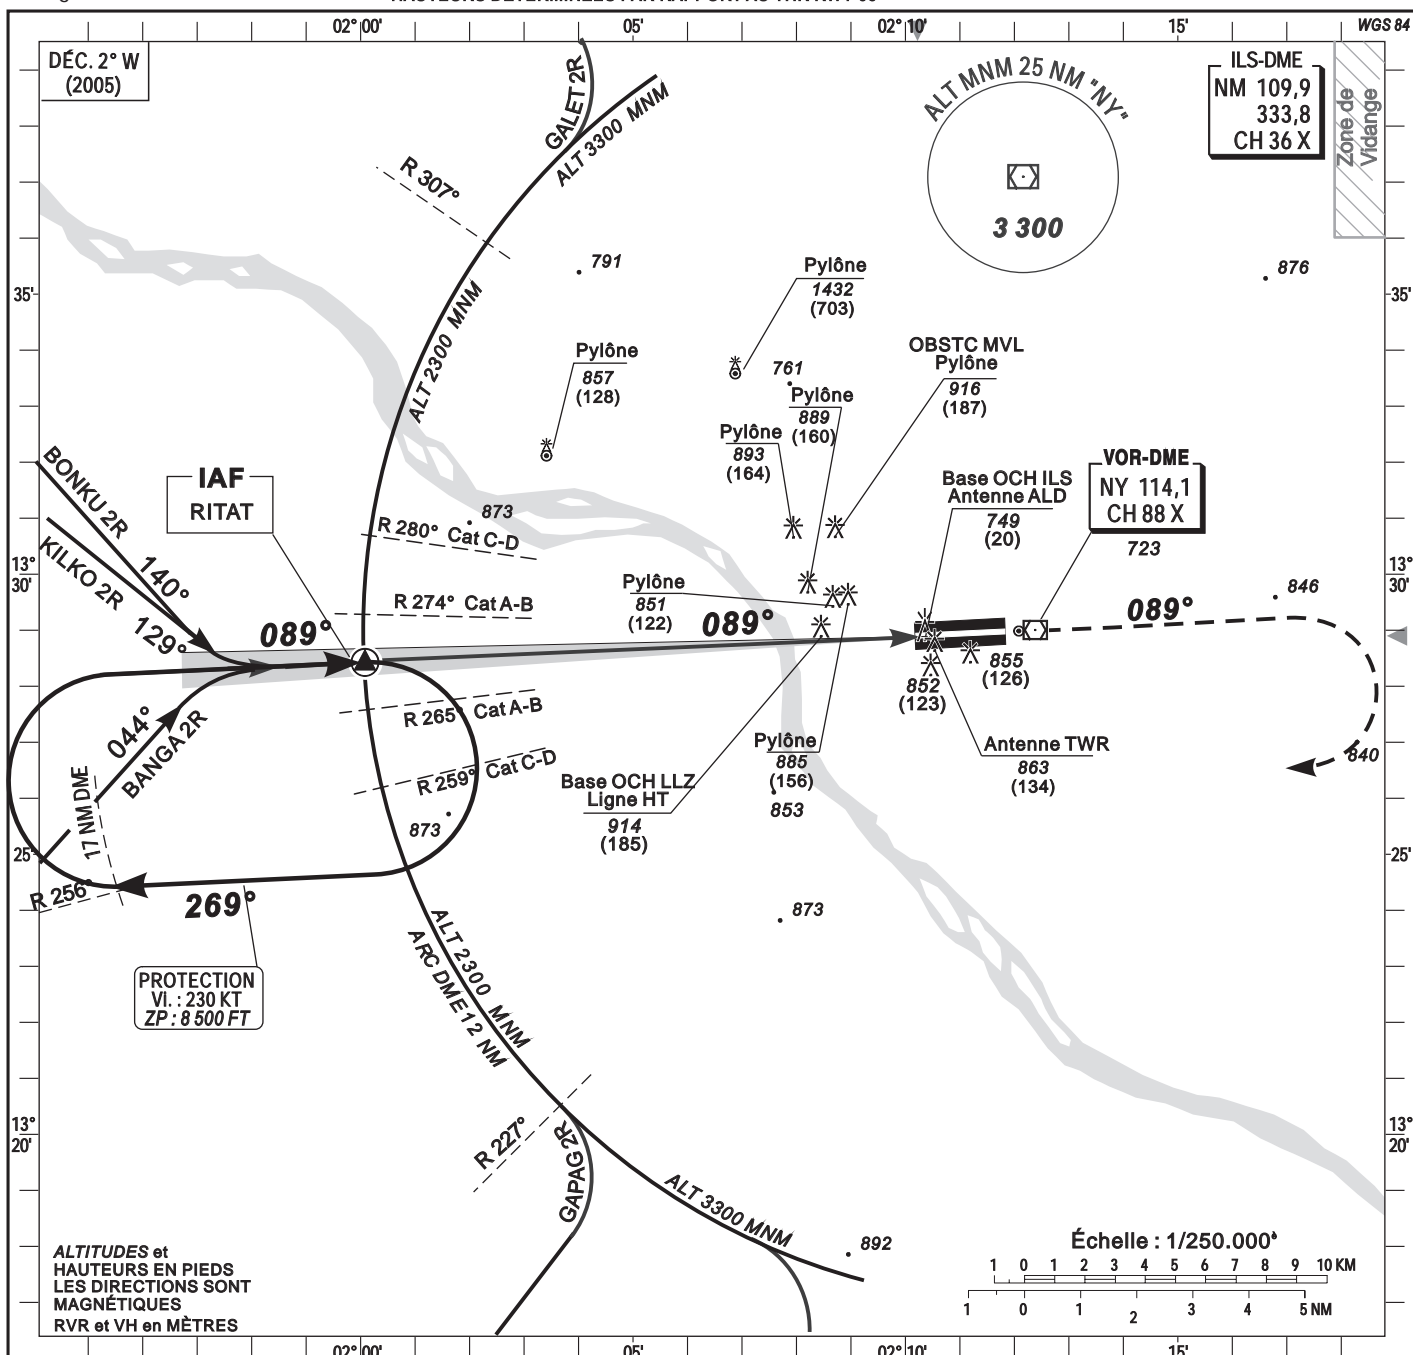 02° 00'
05'
02° 10'
15'
WGS 84
DÉC. 2° W
(2005)
GALET 2R
ALT 3300 MNM
ALT MNM 25 NM "NY"
3 300
ILS-DME
NM 109,9
333,8
CH 36 X
Zone de
Vidange
R 307°
791
Pylône
1432
(703)
876
35'
35'
ALT 2300 MNM
Pylône
857
(128)
761
OBSTC MVL
Pylône
916
(187)
Pylône
889
(160)
Pylône
893
(164)
BONKU 2R
140°
KILKO 2R
129°
IAF
RITAT
873
R 280° Cat C-D
Base OCH ILS
Antenne ALD
749
(20)
VOR-DME
NY 114,1
CH 88 X
723
13°
30'
13°
30'
R 274° Cat A-B
Pylône
851
(122)
846
089°
089°
089°
R 265° Cat A-B
R 259° Cat C-D
044°
BANGA 2R
852
(123)
855
(126)
Antenne TWR
863
(134)
840
Pylône
885
(156)
853
Base OCH LLZ
Ligne HT
914
(185)
873
17 NM DME
25'
25'
R 256°
269°
873
PROTECTION
Vi. : 230 KT
ZP : 8 500 FT
ALT 2300 MNM
ARC DME 12 NM
13°
20'
13°
20'
R 227°
GAPAG 2R
ALT 3300 MNM
892
ALTITUDES et
HAUTEURS EN PIEDS
LES DIRECTIONS SONT
MAGNÉTIQUES
RVR et VH en MÈTRES
Échelle : 1/250.000è
1 0 1 2 3 4 5 6 7 8 9 10 KM
1 0 1 2 3 4 5 NM
02° 00'
05'
02° 10'
15'